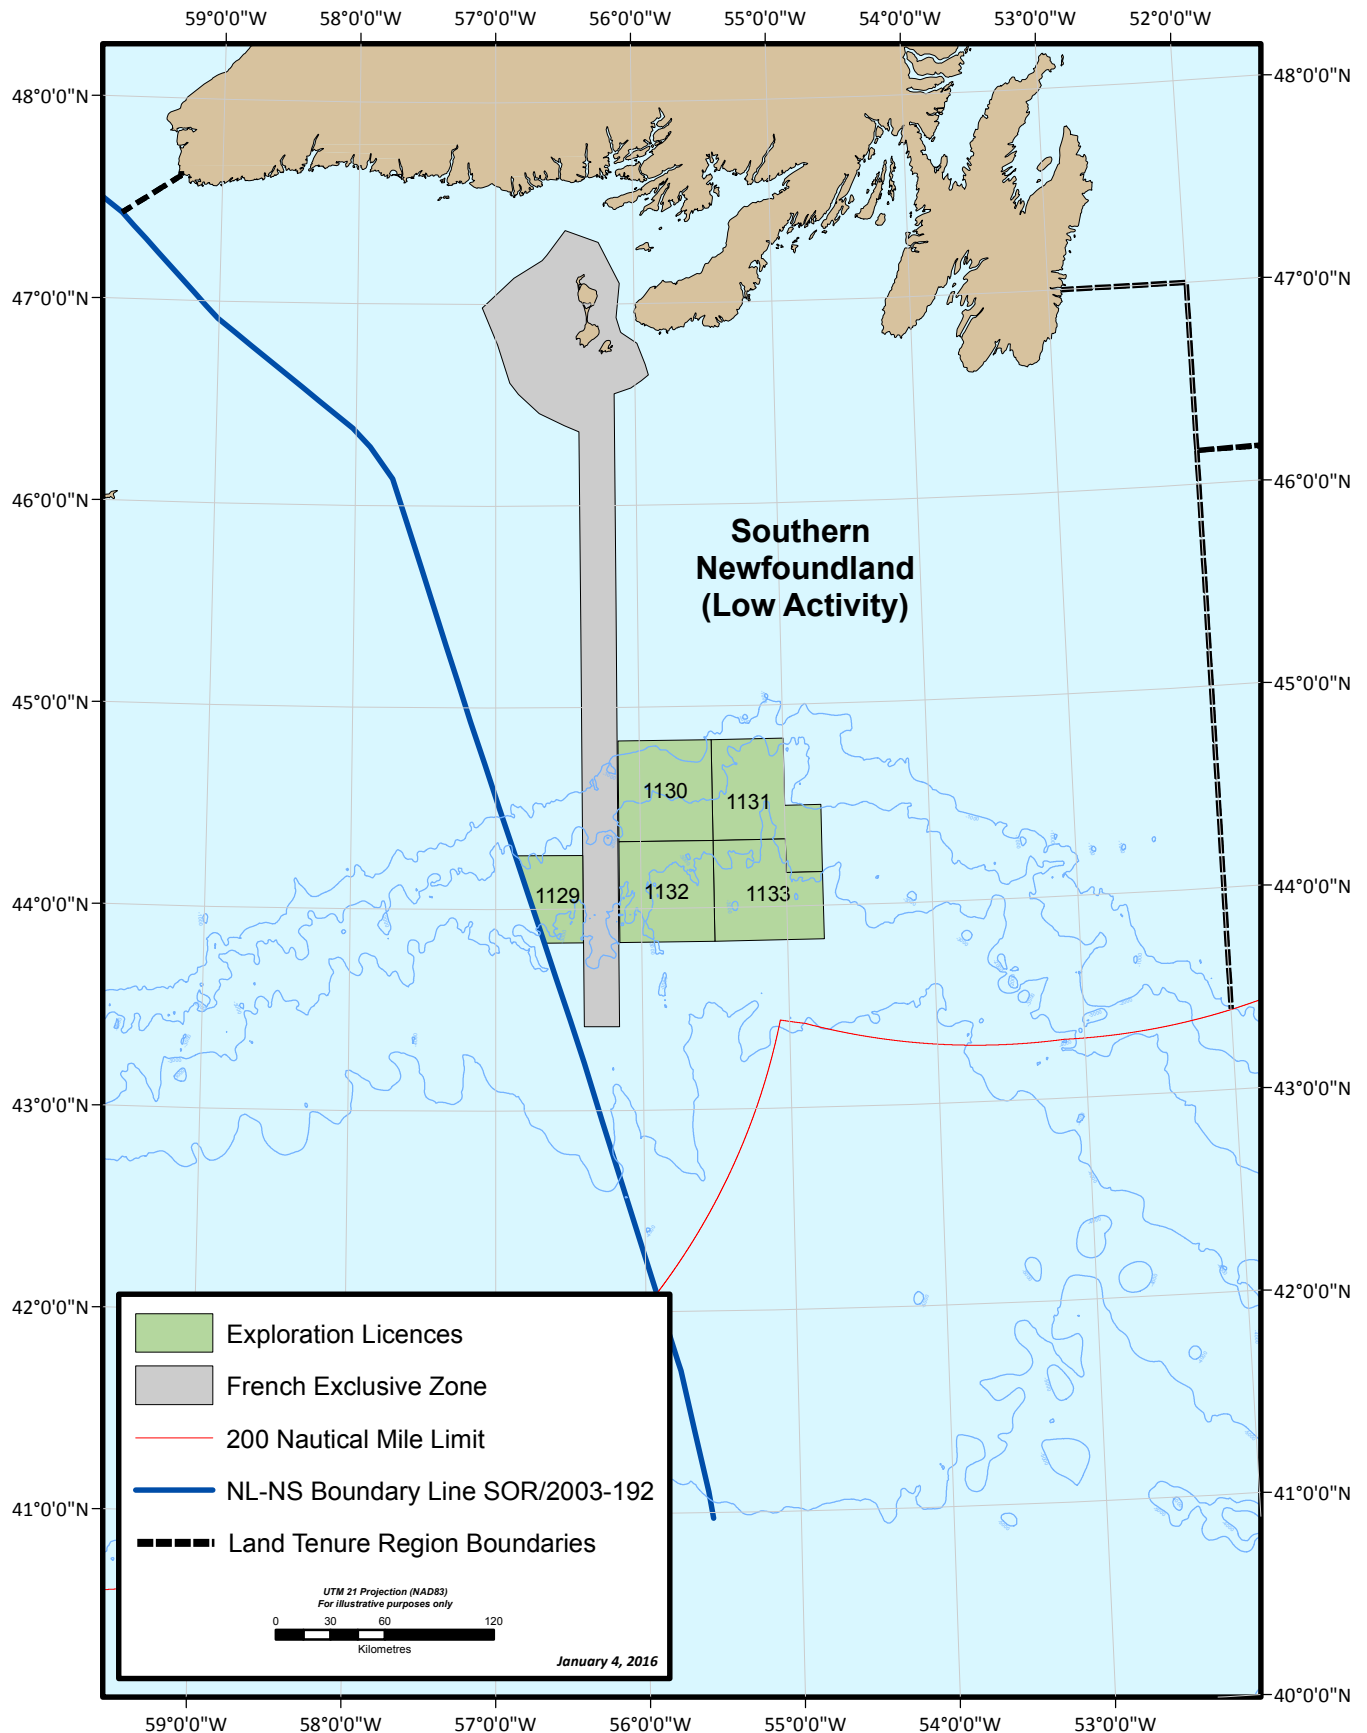 59°0'0"W 58°0'0"W 57°0'0"W 56°0'0"W 55°0'0"W 54°0'0"W 53°0'0"W 52°0'0"W
48°0'0"N 48°0'0"N
47°0'0"N 47°0'0"N
46°0'0"N 46°0'0"N
Southern
Newfoundland
(Low Activity)
45°0'0"N 45°0'0"N
1130
1131
1129 1132 1133
44°0'0"N 44°0'0"N
43°0'0"N 43°0'0"N
42°0'0"N 42°0'0"N
Exploration Licences
French Exclusive Zone
200 Nautical Mile Limit
NL-NS Boundary Line SOR/2003-192
41°0'0"N 41°0'0"N
Land Tenure Region Boundaries
UTM 21 Projection (NAD83)
For illustrative purposes only
0 30 60 120
Kilometres
January 4, 2016
40°0'0"N
59°0'0"W 58°0'0"W 57°0'0"W 56°0'0"W 55°0'0"W 54°0'0"W 53°0'0"W